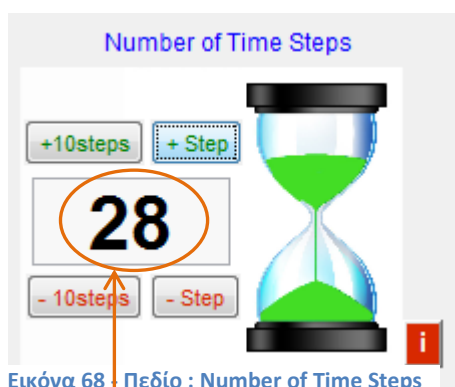 Number of Time Steps
+10steps + Step
28
- 10steps - Step
i
Εικόνα 68 - Πεδίο : Number of Time Steps